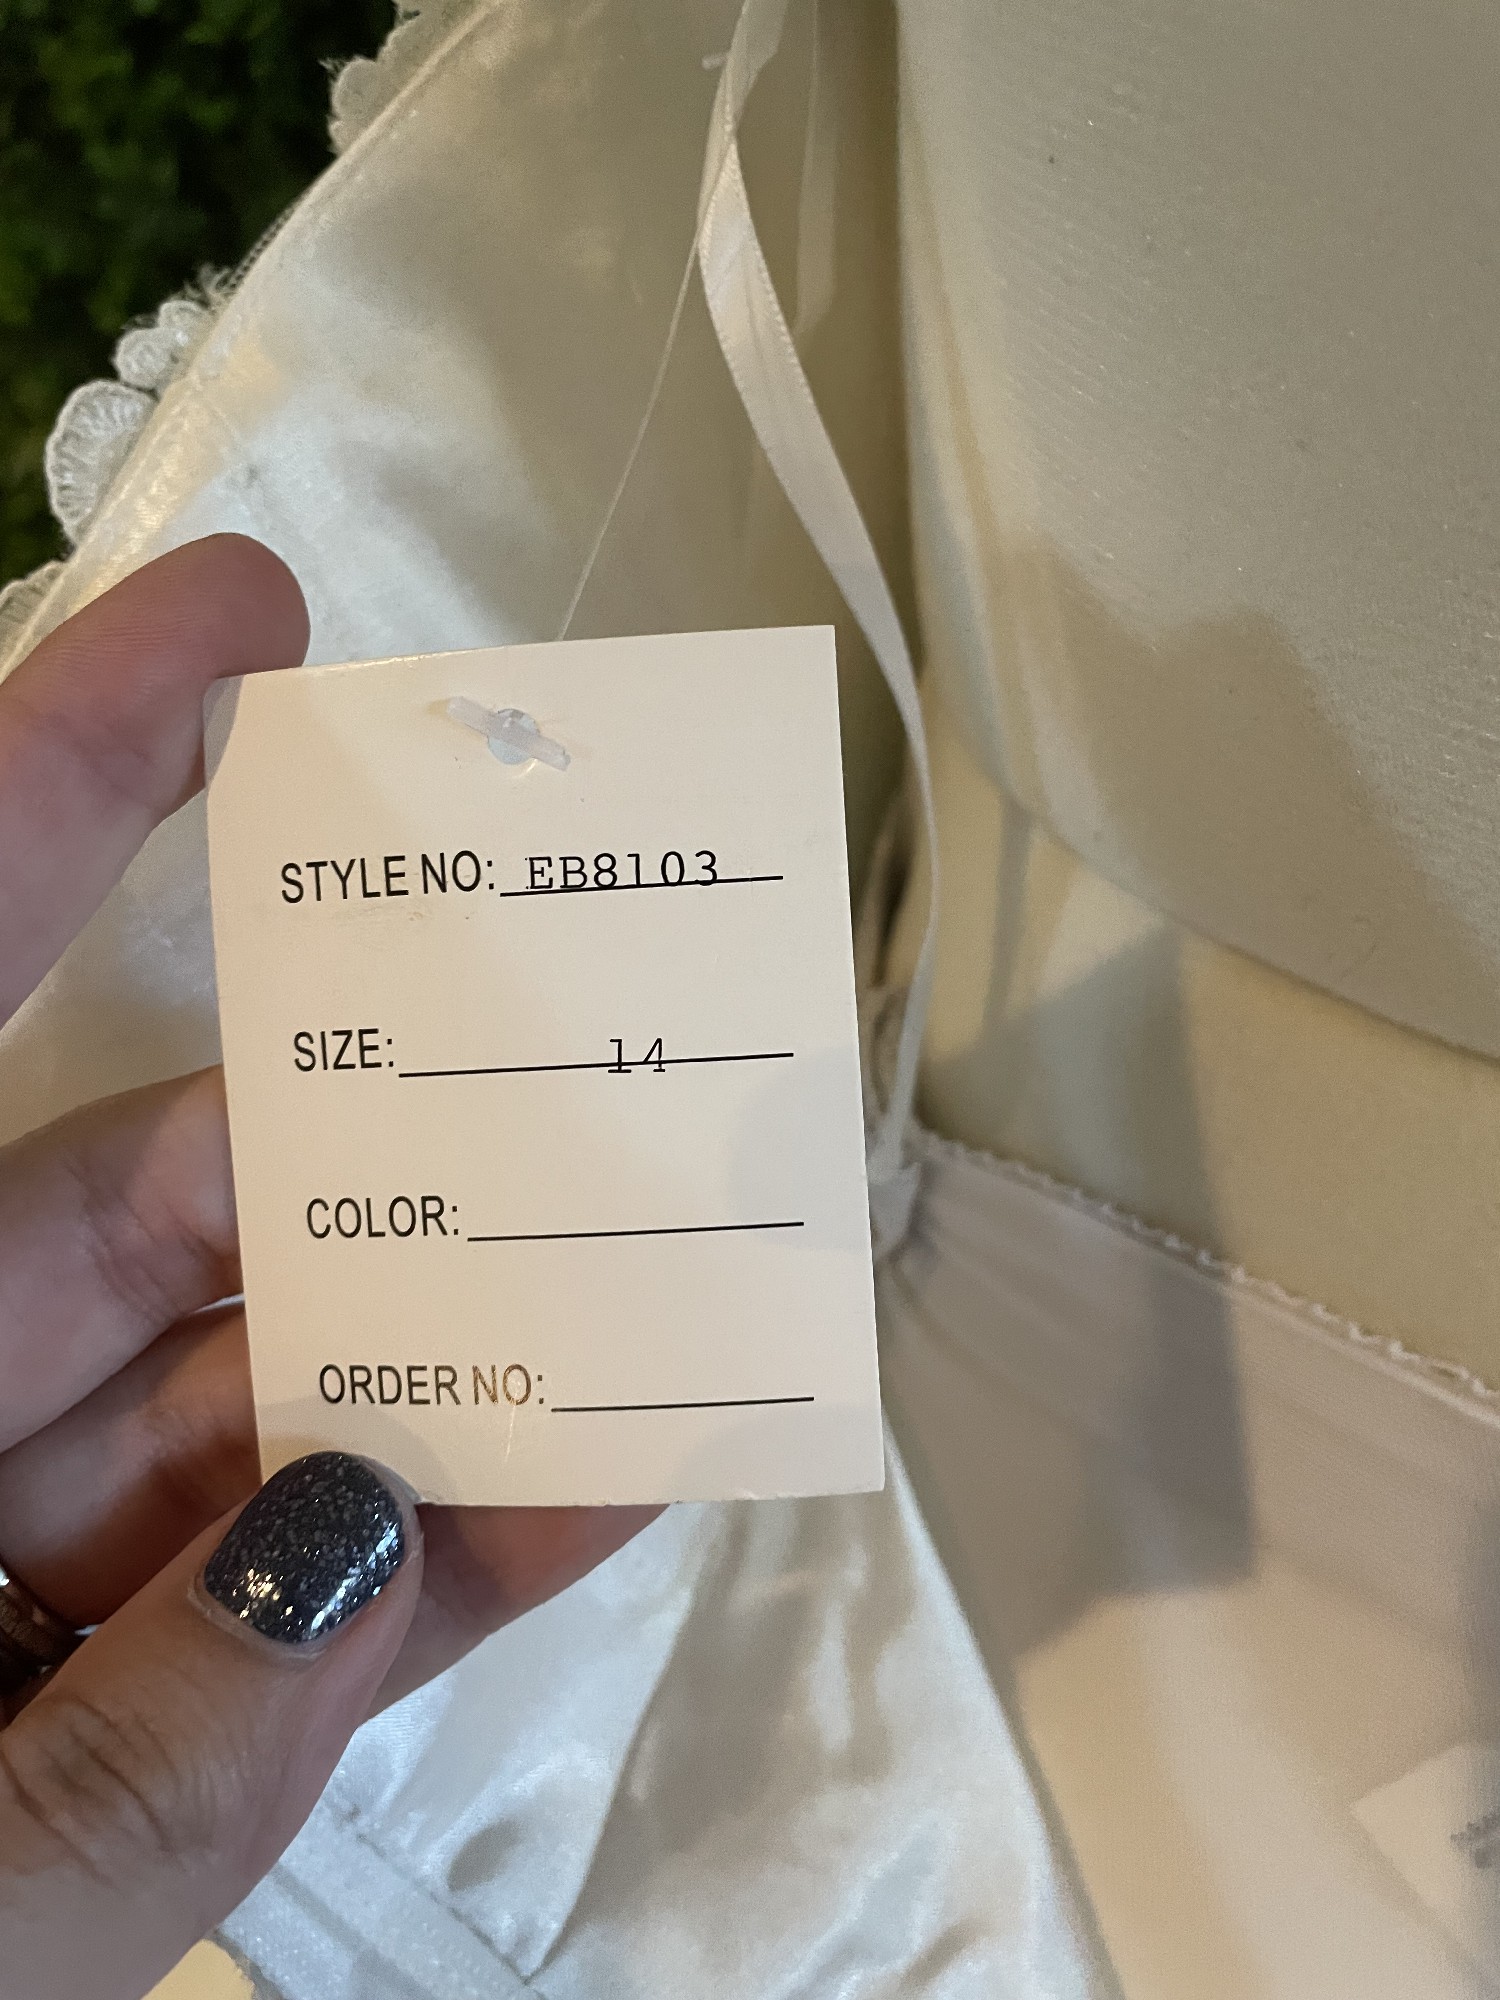 STYLE NO: EB8103
SIZE: 14
COLOR:
ORDER NO: